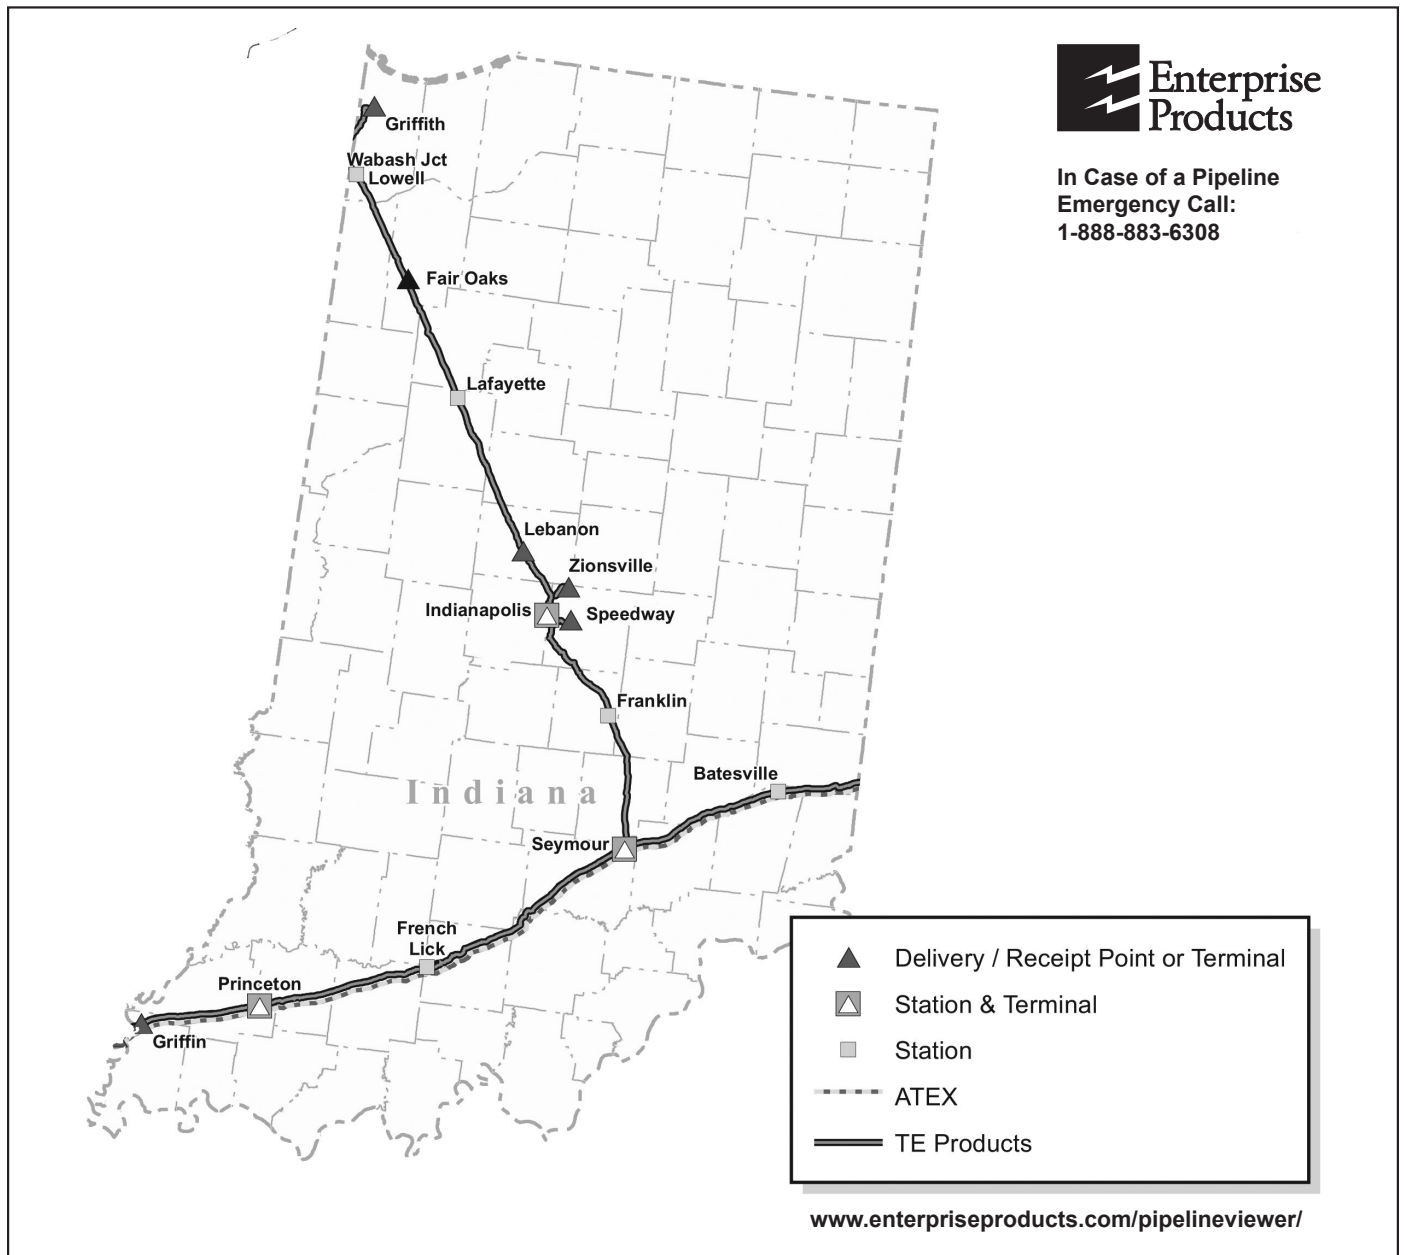 Enterprise
Products
In Case of a Pipeline
Emergency Call:
1-888-883-6308
Griffith
Wabash Jct
Lowell
Fair Oaks
Lafayette
Lebanon
Zionsville
Indianapolis
Speedway
Franklin
Batesville
Indiana
Seymour
French
Lick
Princeton
Griffin
Delivery / Receipt Point or Terminal
Station & Terminal
Station
ATEX
TE Products
www.enterpriseproducts.com/pipelineviewer/